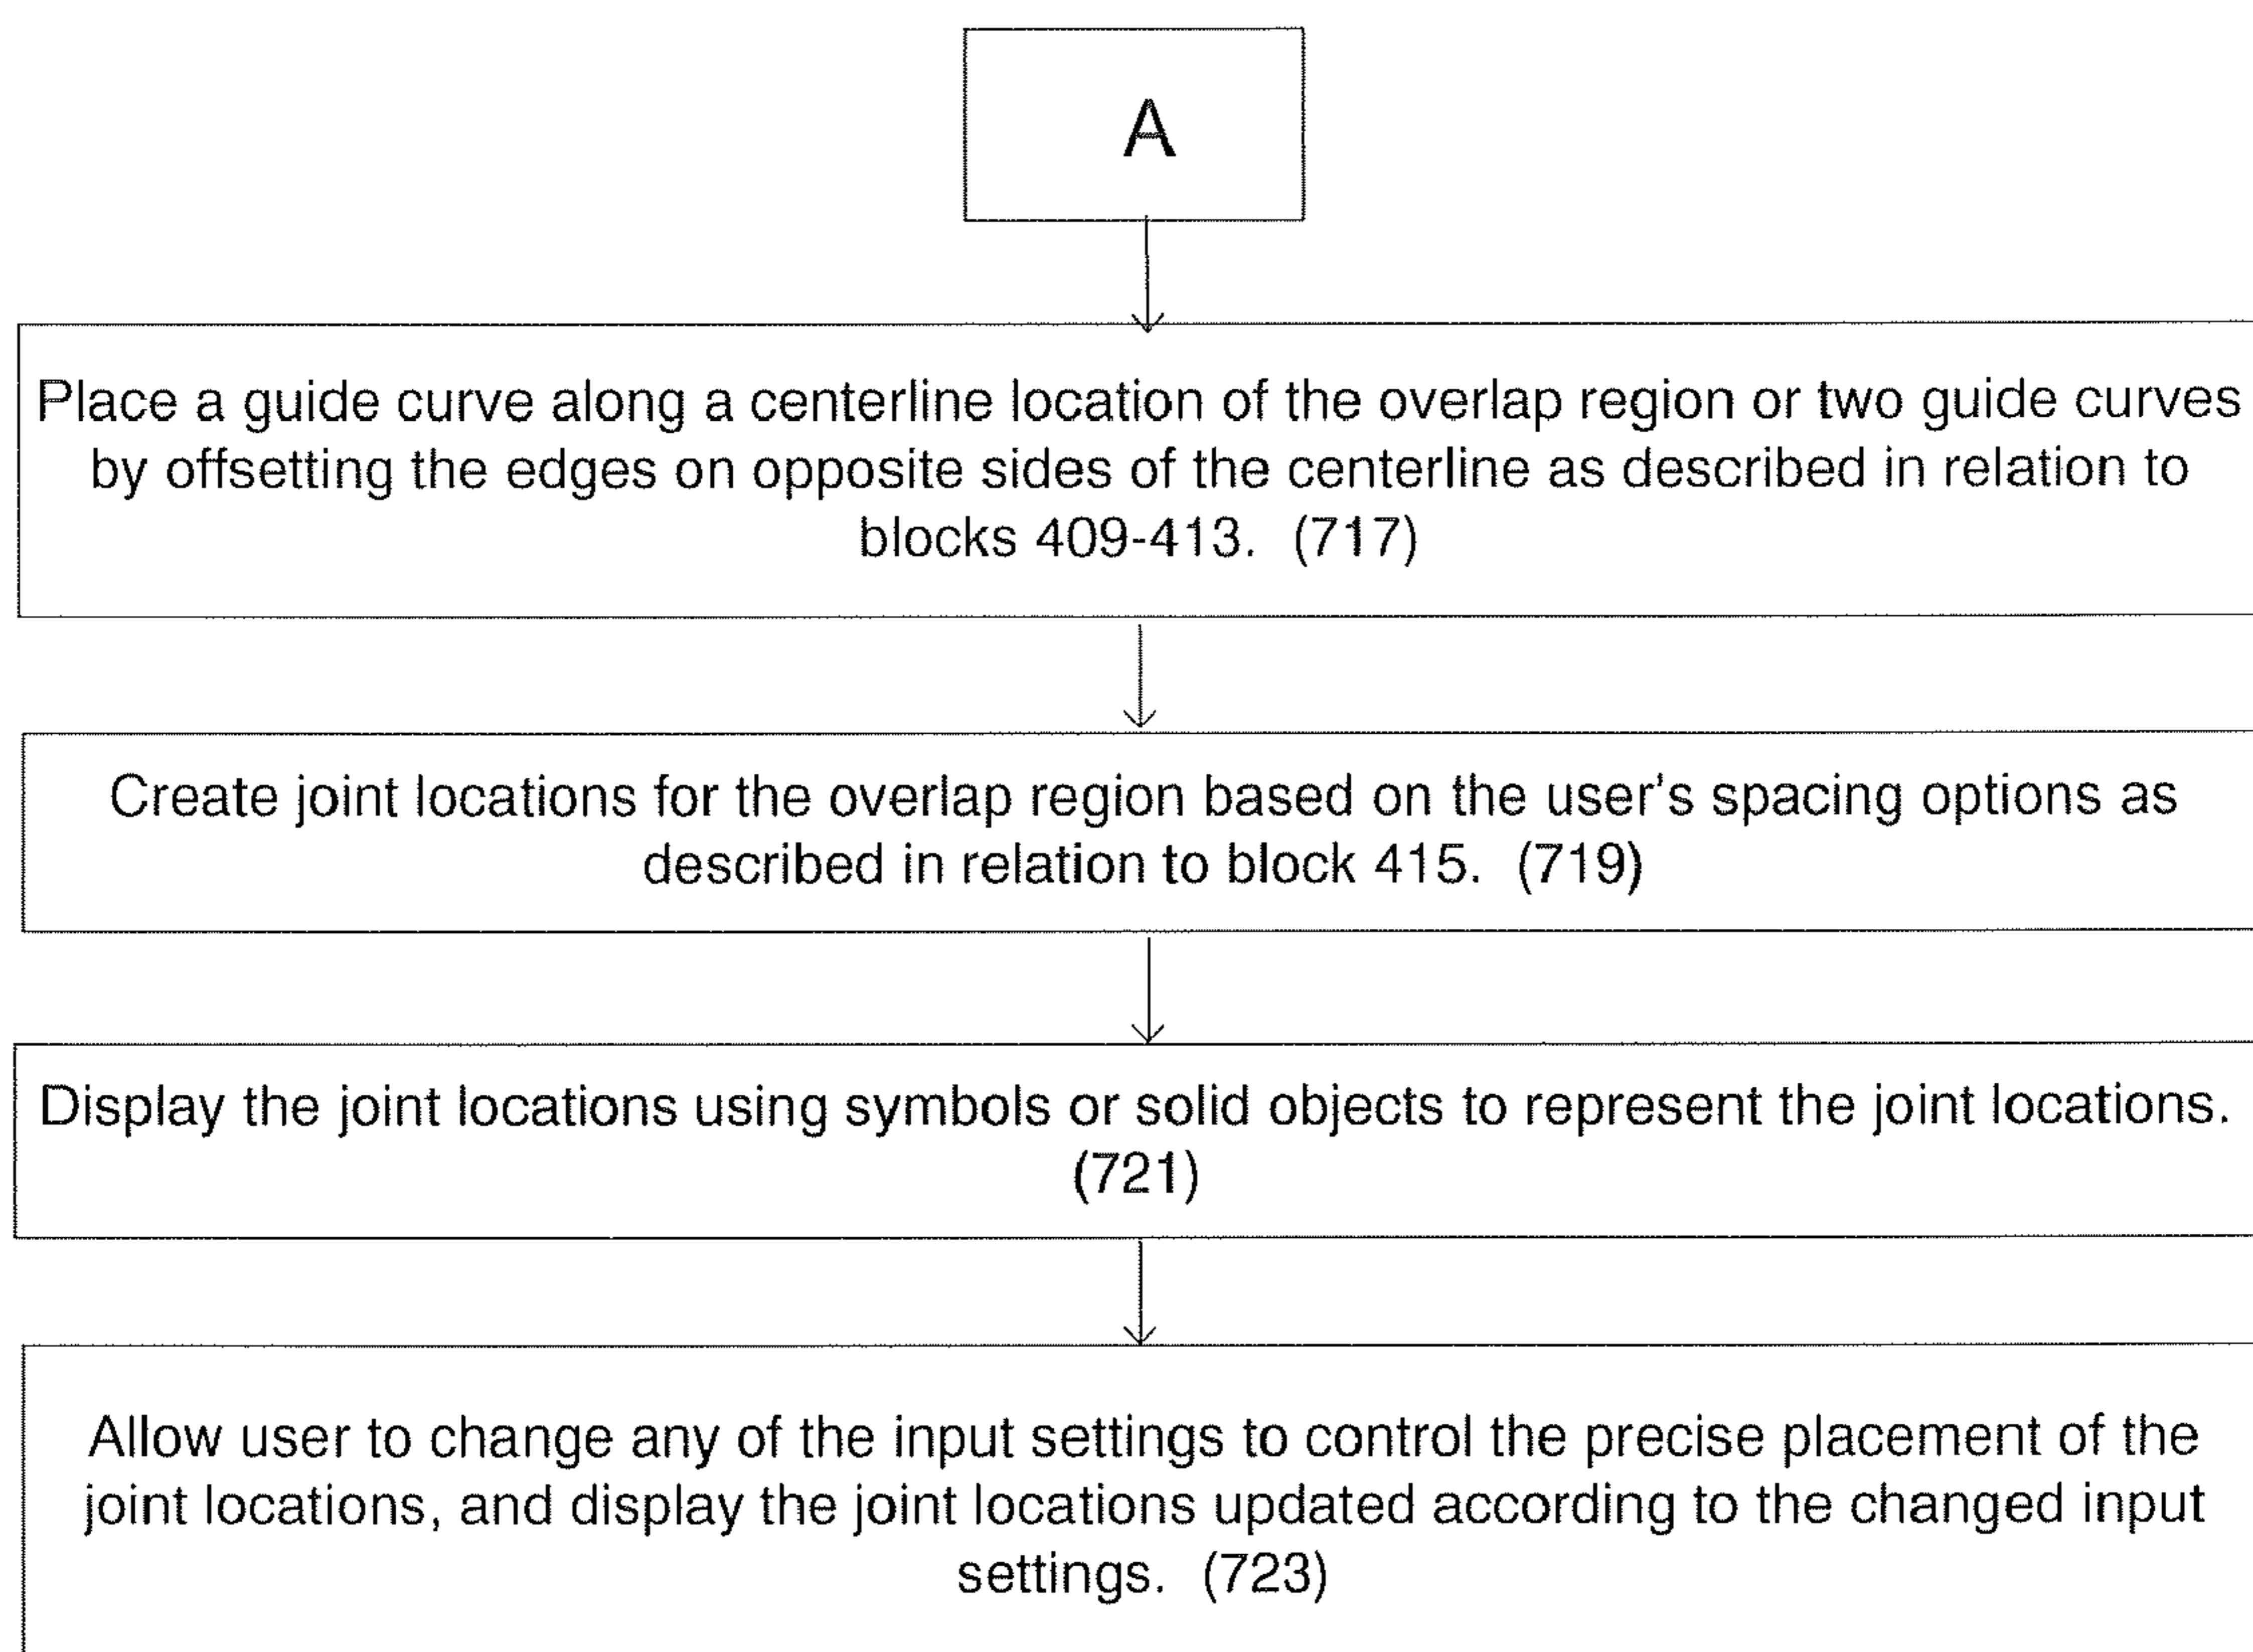 A
Place a guide curve along a centerline location of the overlap region or two guide curves
by offsetting the edges on opposite sides of the centerline as described in relation to
blocks 409-413. (717)
Create joint locations for the overlap region based on the user's spacing options as
described in relation to block 415. (719)
Display the joint locations using symbols or solid objects to represent the joint locations.
(721)
Allow user to change any of the input settings to control the precise placement of the
joint locations, and display the joint locations updated according to the changed input
settings. (723)